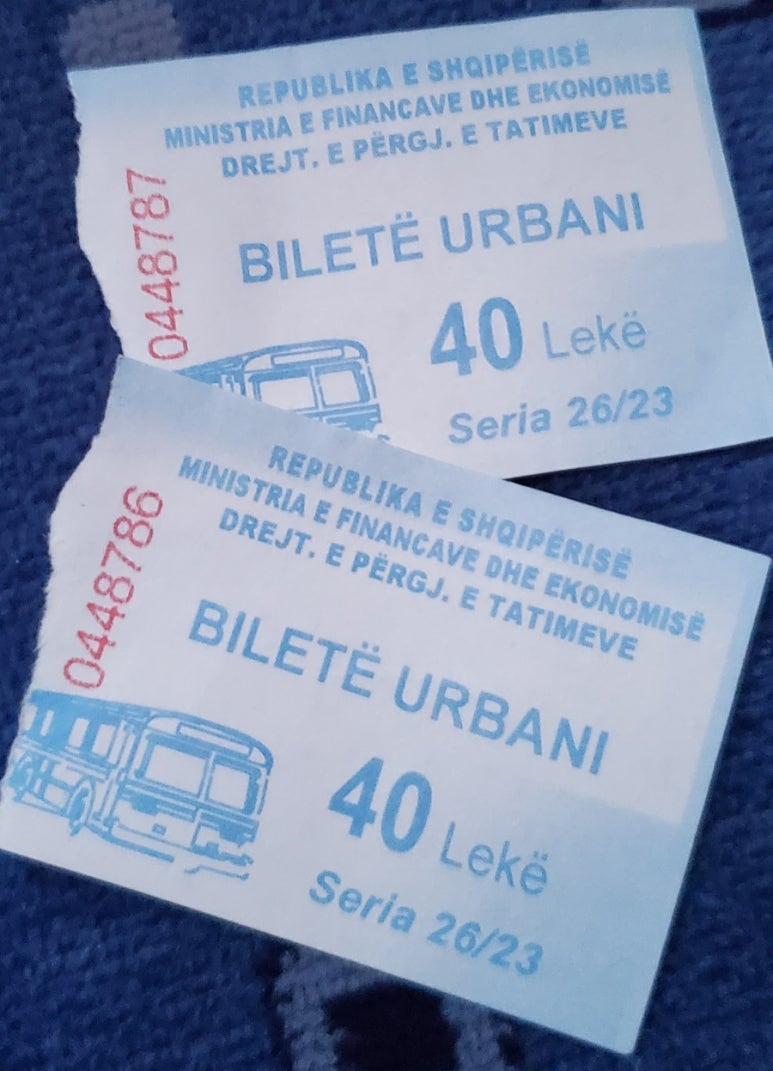 REPUBLIKA E SHQIPËRISË
MINISTRIA E FINANCAVE DHE EKONOMISË
DREJT. E PËRGJ. E TATIMEVE
0448787
BILETË URBANI
40 Lekë
Seria 26/23
REPUBLIKA E SHQIPËRISË
MINISTRIA E FINANCAVE DHE EKONOMISË
DREJT. E PËRGJ. E TATIMEVE
0448786
BILETË URBANI
40 Lekë
Seria 26/23